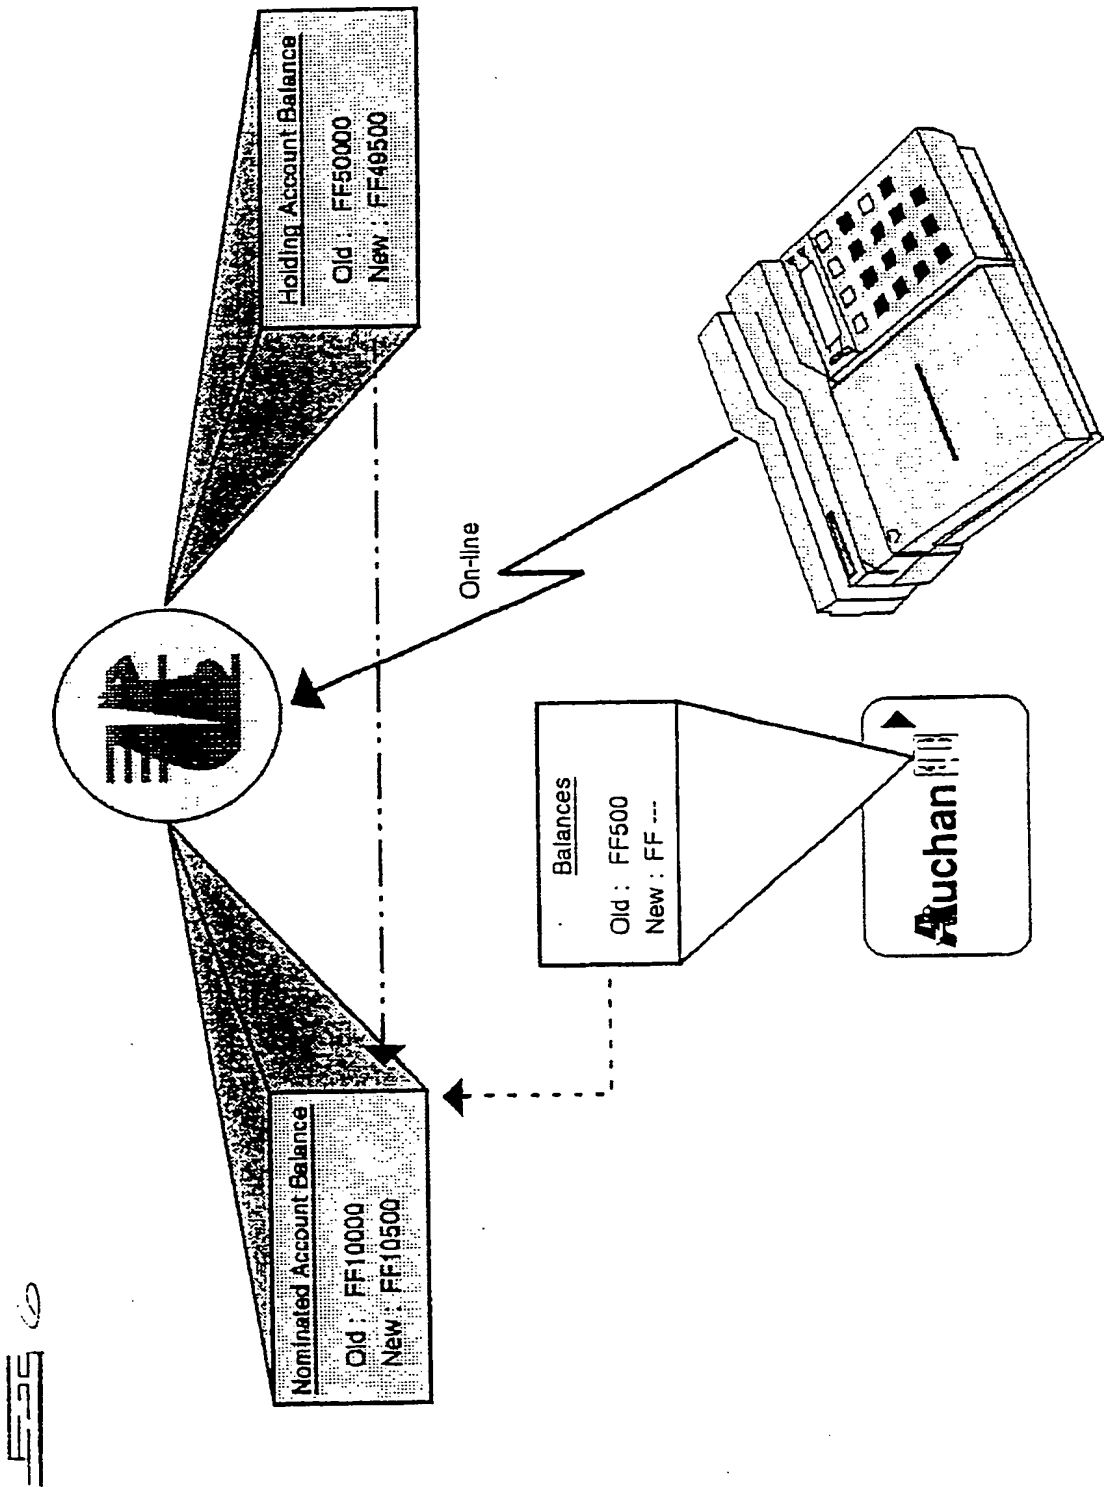 Nominated Account Balance
Old : FF10000
New : FF10500
Holding Account Balance
Old : FF50000
New : FF49500
On-line
Balances
Old : FF500
New : FF ---
Auchan